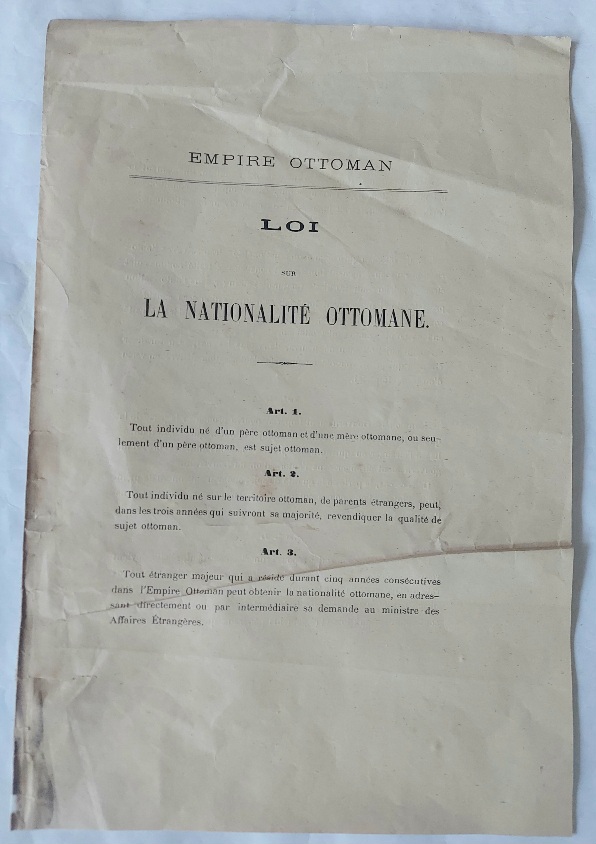 EMPIRE OTTOMAN
LOI
SUR
LA NATIONALITÉ OTTOMANE.
Art. 1.
Tout individu né d'un père ottoman et d'une mère ottomane, ou seu-
lement d'un père ottoman, est sujet ottoman.
Art. 2.
Tout individu né sur le territoire ottoman, de parents étrangers, peut,
dans les trois années qui suivront sa majorité, revendiquer la qualité de
sujet ottoman.
Art. 3.
Tout étranger majeur qui a résidé durant cinq années consécutives
dans l'Empire Ottoman peut obtenir la nationalité ottomane, en adres-
sant directement ou par intermédiaire sa demande au ministre des
Affaires Étrangères.